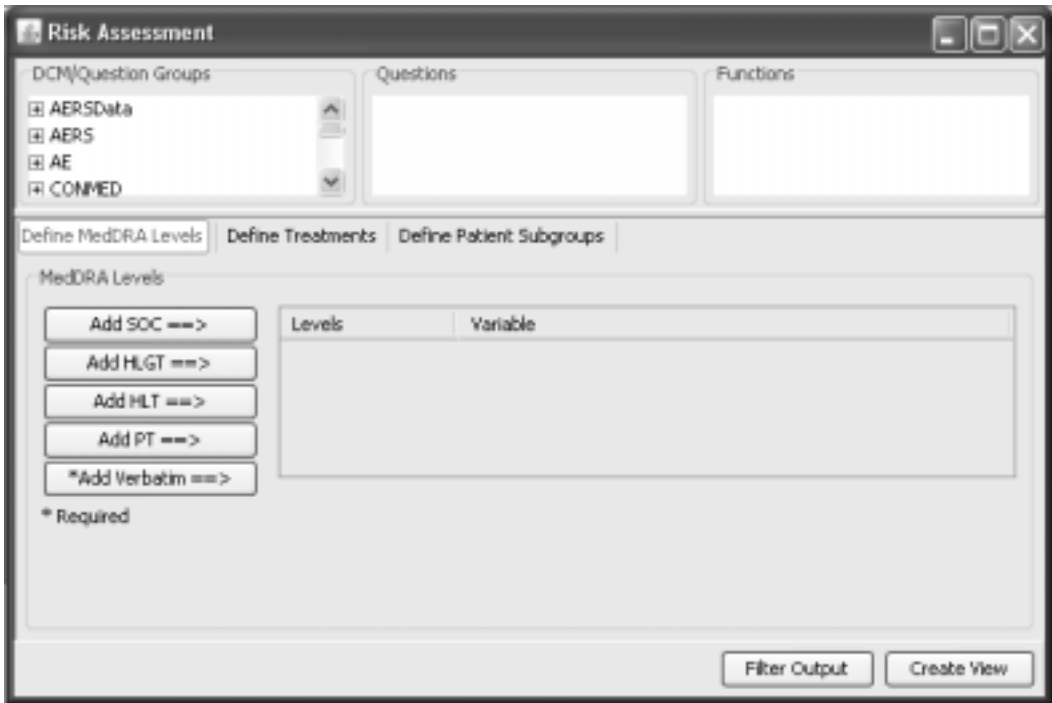 Risk Assessment
DCM/Question Groups
Questions
Functions
AERSData
AERS
AE
CONMED
Define MedDRA Levels
Define Treatments
Define Patient Subgroups
MedDRA Levels
Add SOC ==>
Levels
Variable
Add HLGT ==>
Add HLT ==>
Add PT ==>
*Add Verbatim ==>
* Required
Filter Output
Create View